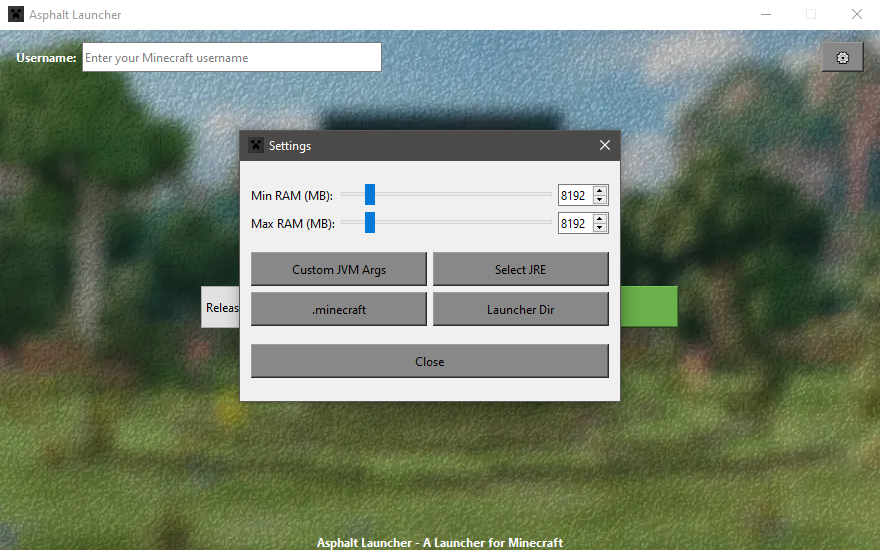 Asphalt Launcher
Username: Enter your Minecraft username
Settings
Min RAM (MB): 8192
Max RAM (MB): 8192
Custom JVM Args Select JRE
Releas
.minecraft Launcher Dir
Close
Asphalt Launcher - A Launcher for Minecraft